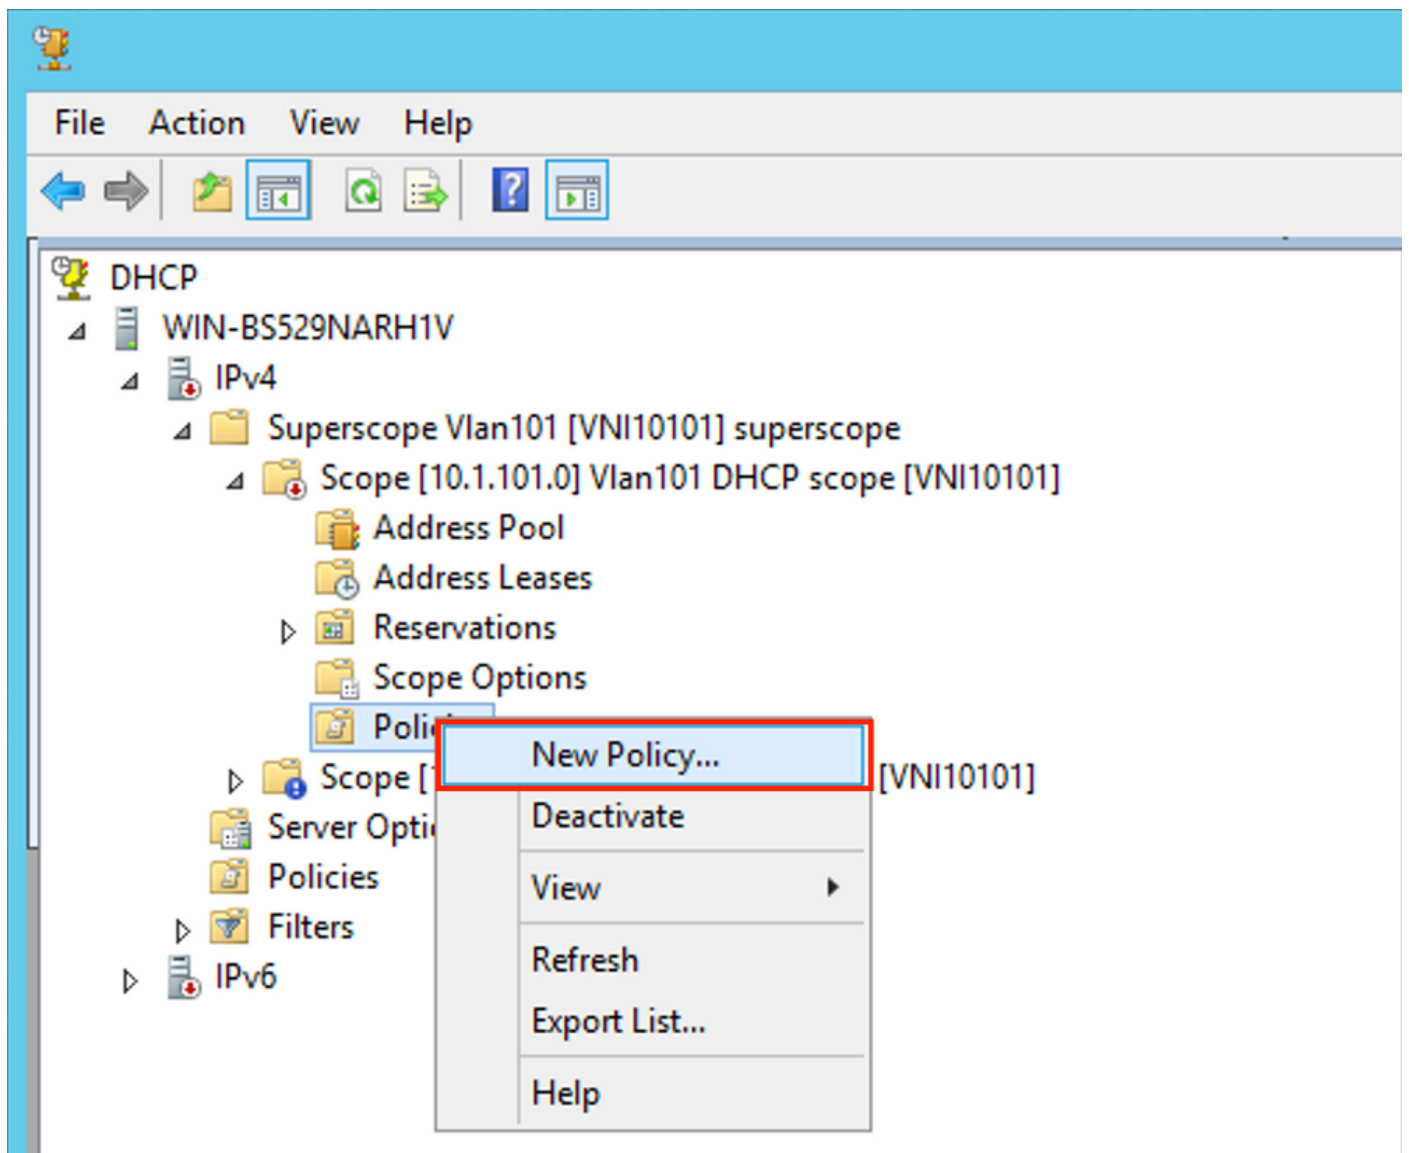 File Action View Help
DHCP
WIN-BS529NARH1V
IPv4
Superscope Vlan101 [VNI10101] superscope
Scope [10.1.101.0] Vlan101 DHCP scope [VNI10101]
Address Pool
Address Leases
Reservations
Scope Options
New Policy...
Scope [ [VNI10101]
Deactivate
Server
Policies
View
Filters
Refresh
IPv6
Export List...
Help